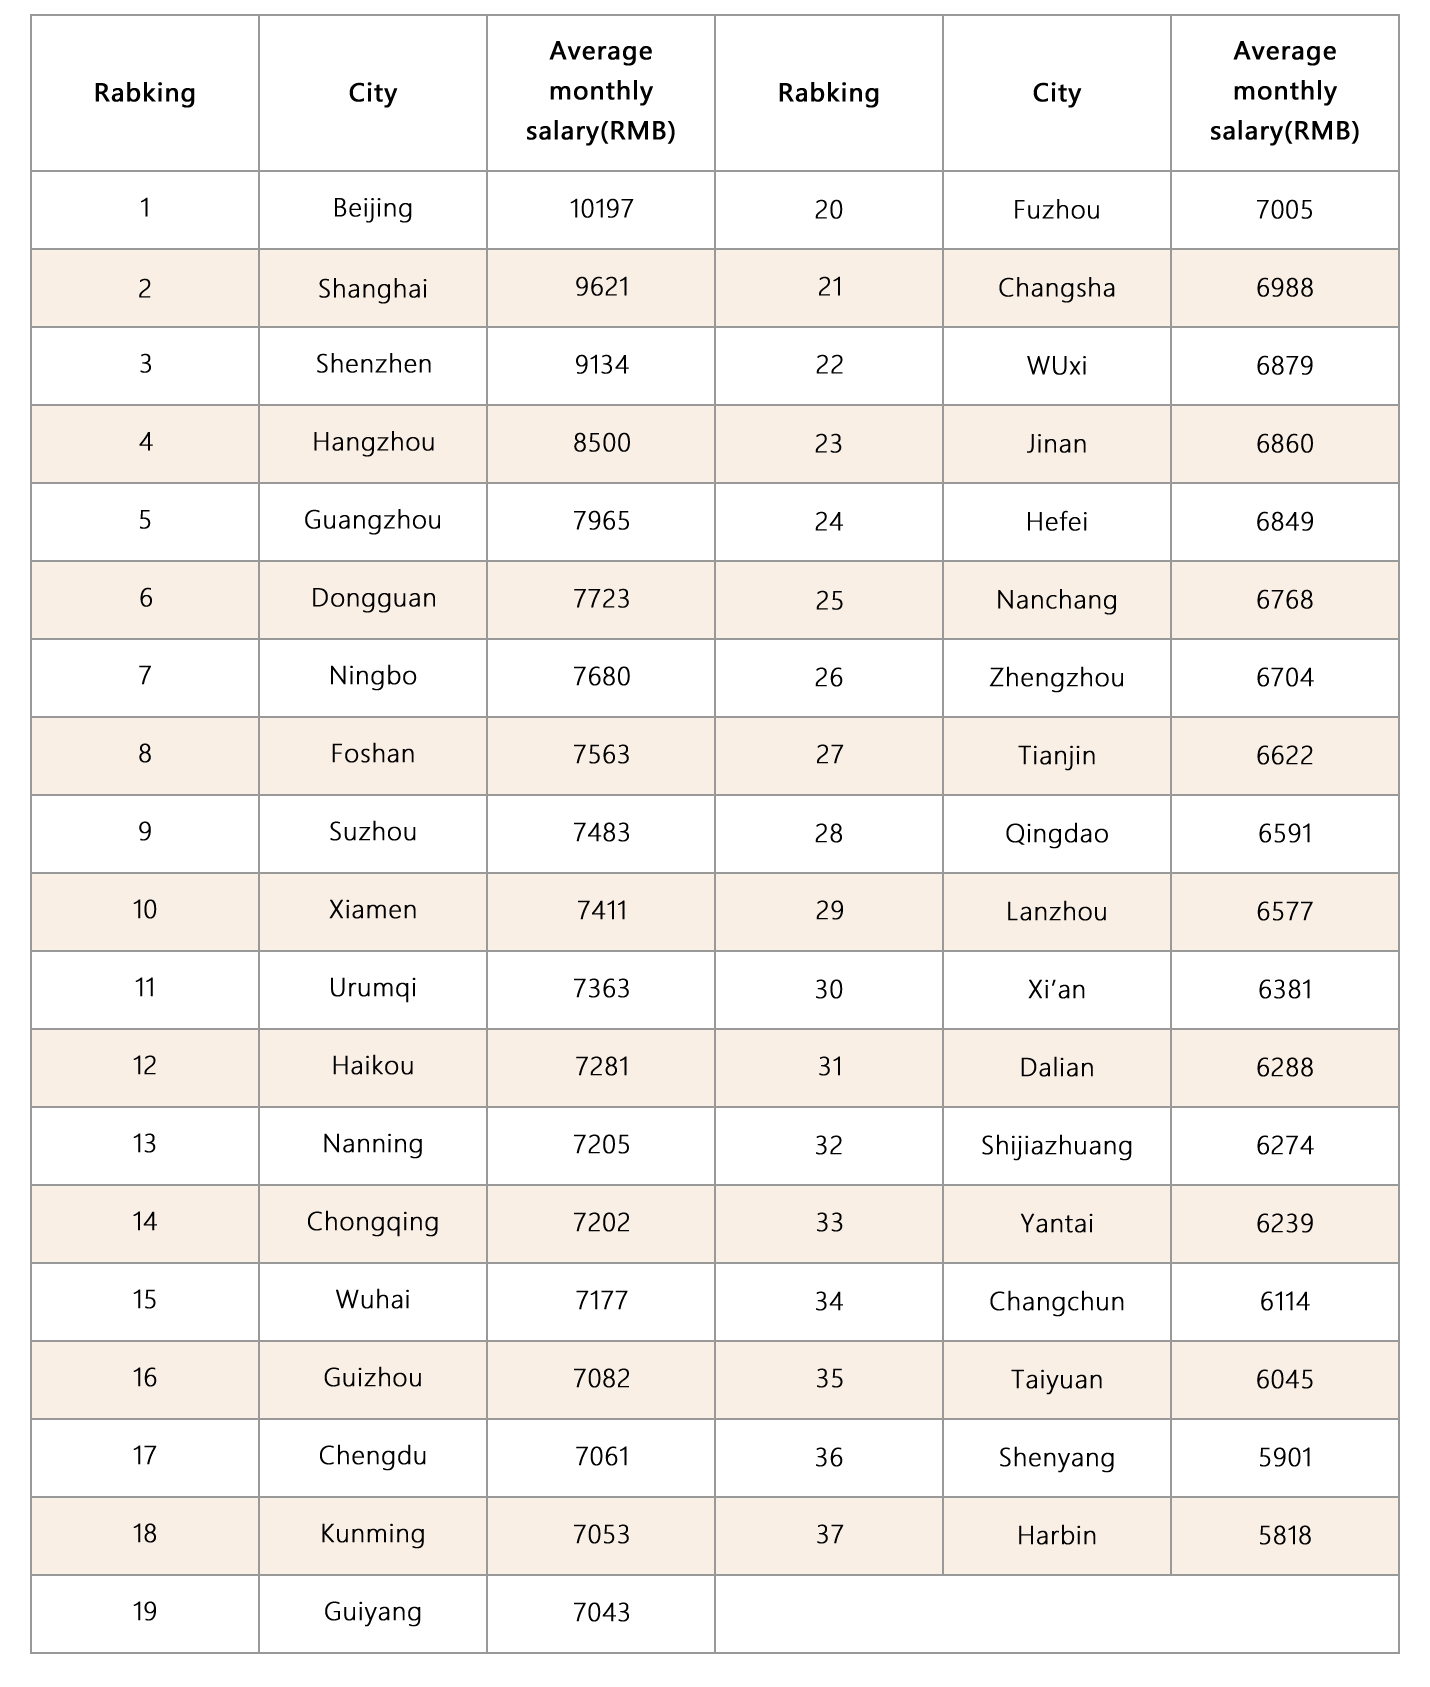 Rabking City Average monthly salary(RMB) Rabking City Average monthly salary(RMB)
1 Beijing 10197 20 Fuzhou 7005
2 Shanghai 9621 21 Changsha 6988
3 Shenzhen 9134 22 WUxi 6879
4 Hangzhou 8500 23 Jinan 6860
5 Guangzhou 7965 24 Hefei 6849
6 Dongguan 7723 25 Nanchang 6768
7 Ningbo 7680 26 Zhengzhou 6704
8 Foshan 7563 27 Tianjin 6622
9 Suzhou 7483 28 Qingdao 6591
10 Xiamen 7411 29 Lanzhou 6577
11 Urumqi 7363 30 Xi’an 6381
12 Haikou 7281 31 Dalian 6288
13 Nanning 7205 32 Shijiazhuang 6274
14 Chongqing 7202 33 Yantai 6239
15 Wuhai 7177 34 Changchun 6114
16 Guizhou 7082 35 Taiyuan 6045
17 Chengdu 7061 36 Shenyang 5901
18 Kunming 7053 37 Harbin 5818
19 Guiyang 7043